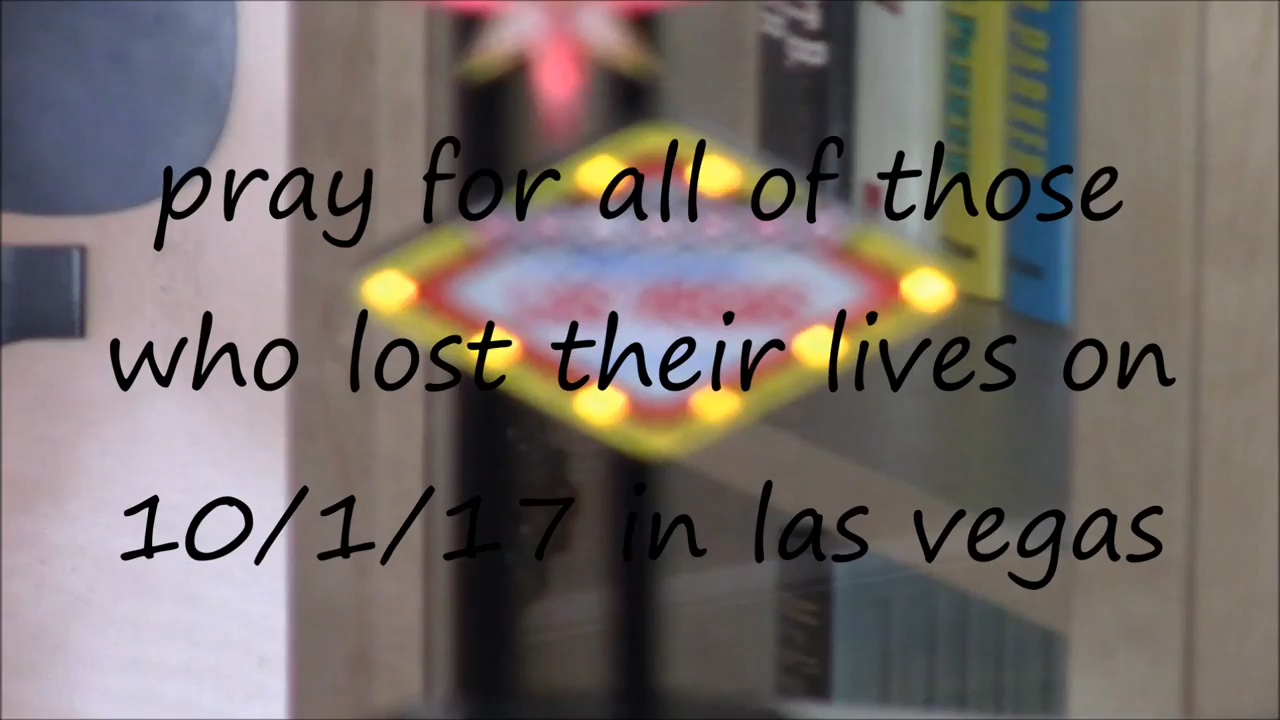 pray for all of those
who lost their lives on
10/1/17 in las vegas